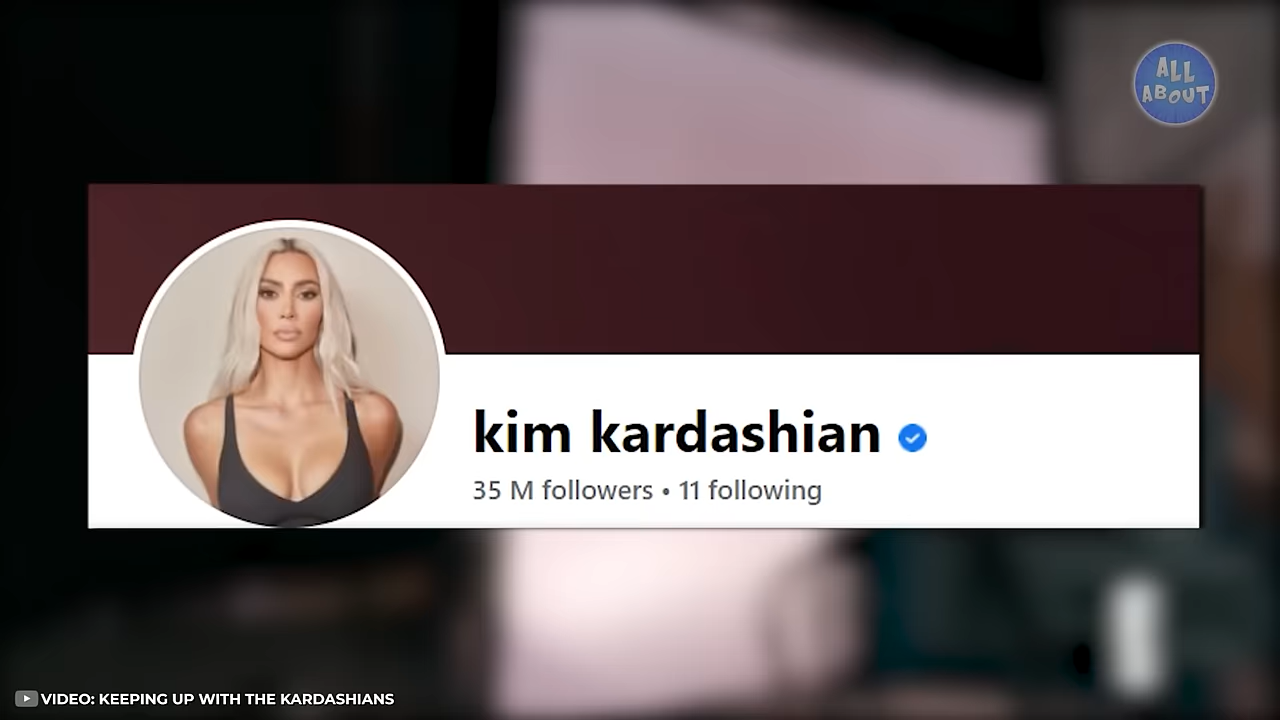 ALL
ABOUT
kim kardashian
35 M followers • 11 following
VIDEO: KEEPING UP WITH THE KARDASHIANS